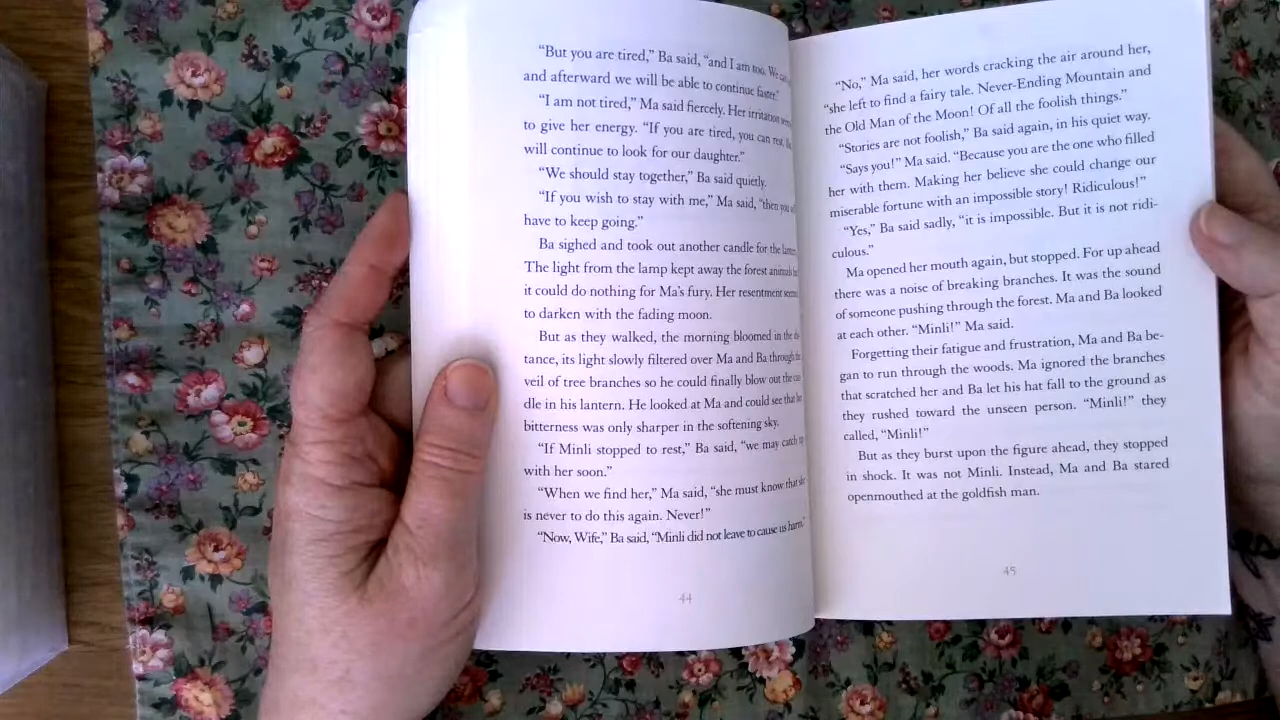 “But you are tired,” Ba said, “and I am too. We can
and afterward we will be able to continue faster.”
“I am not tired,” Ma said fiercely. Her irritation
to give her energy. “If you are tired, you can rest,
will continue to look for our daughter.”
“We should stay together,” Ba said quietly.
“If you wish to stay with me,” Ma said, “then you
have to keep going.”
Ba sighed and took out another candle for the
The light from the lamp kept away the forest animals
it could do nothing for Ma’s fury. Her resentment
to darken with the fading moon.
But as they walked, the morning bloomed in the dis-
tance, its light slowly filtered over Ma and Ba through the
veil of tree branches so he could finally blow out the can-
dle in his lantern. He looked at Ma and could see that her
bitterness was only sharper in the softening sky.
“If Minli stopped to rest,” Ba said, “we may catch up
with her soon.”
“When we find her,” Ma said, “she must know that she
is never to do this again. Never!”
“Now, Wife,” Ba said, “Minli did not leave to cause us harm.”
44
“No,” Ma said, her words cracking the air around her,
“she left to find a fairy tale. Never-Ending Mountain and
the Old Man of the Moon! Of all the foolish things.”
“Stories are not foolish,” Ba said again, in his quiet way.
“Says you!” Ma said. “Because you are the one who filled
her with them. Making her believe she could change our
miserable fortune with an impossible story! Ridiculous!”
“Yes,” Ba said sadly, “it is impossible. But it is not ridi-
culous.”
Ma opened her mouth again, but stopped. For up ahead
there was a noise of breaking branches. It was the sound
of someone pushing through the forest. Ma and Ba looked
at each other. “Minli!” Ma said.
Forgetting their fatigue and frustration, Ma and Ba be-
gan to run through the woods. Ma ignored the branches
that scratched her and Ba let his hat fall to the ground as
they rushed toward the unseen person. “Minli!” they
called, “Minli!”
But as they burst upon the figure ahead, they stopped
in shock. It was not Minli. Instead, Ma and Ba stared
openmouthed at the goldfish man.
45